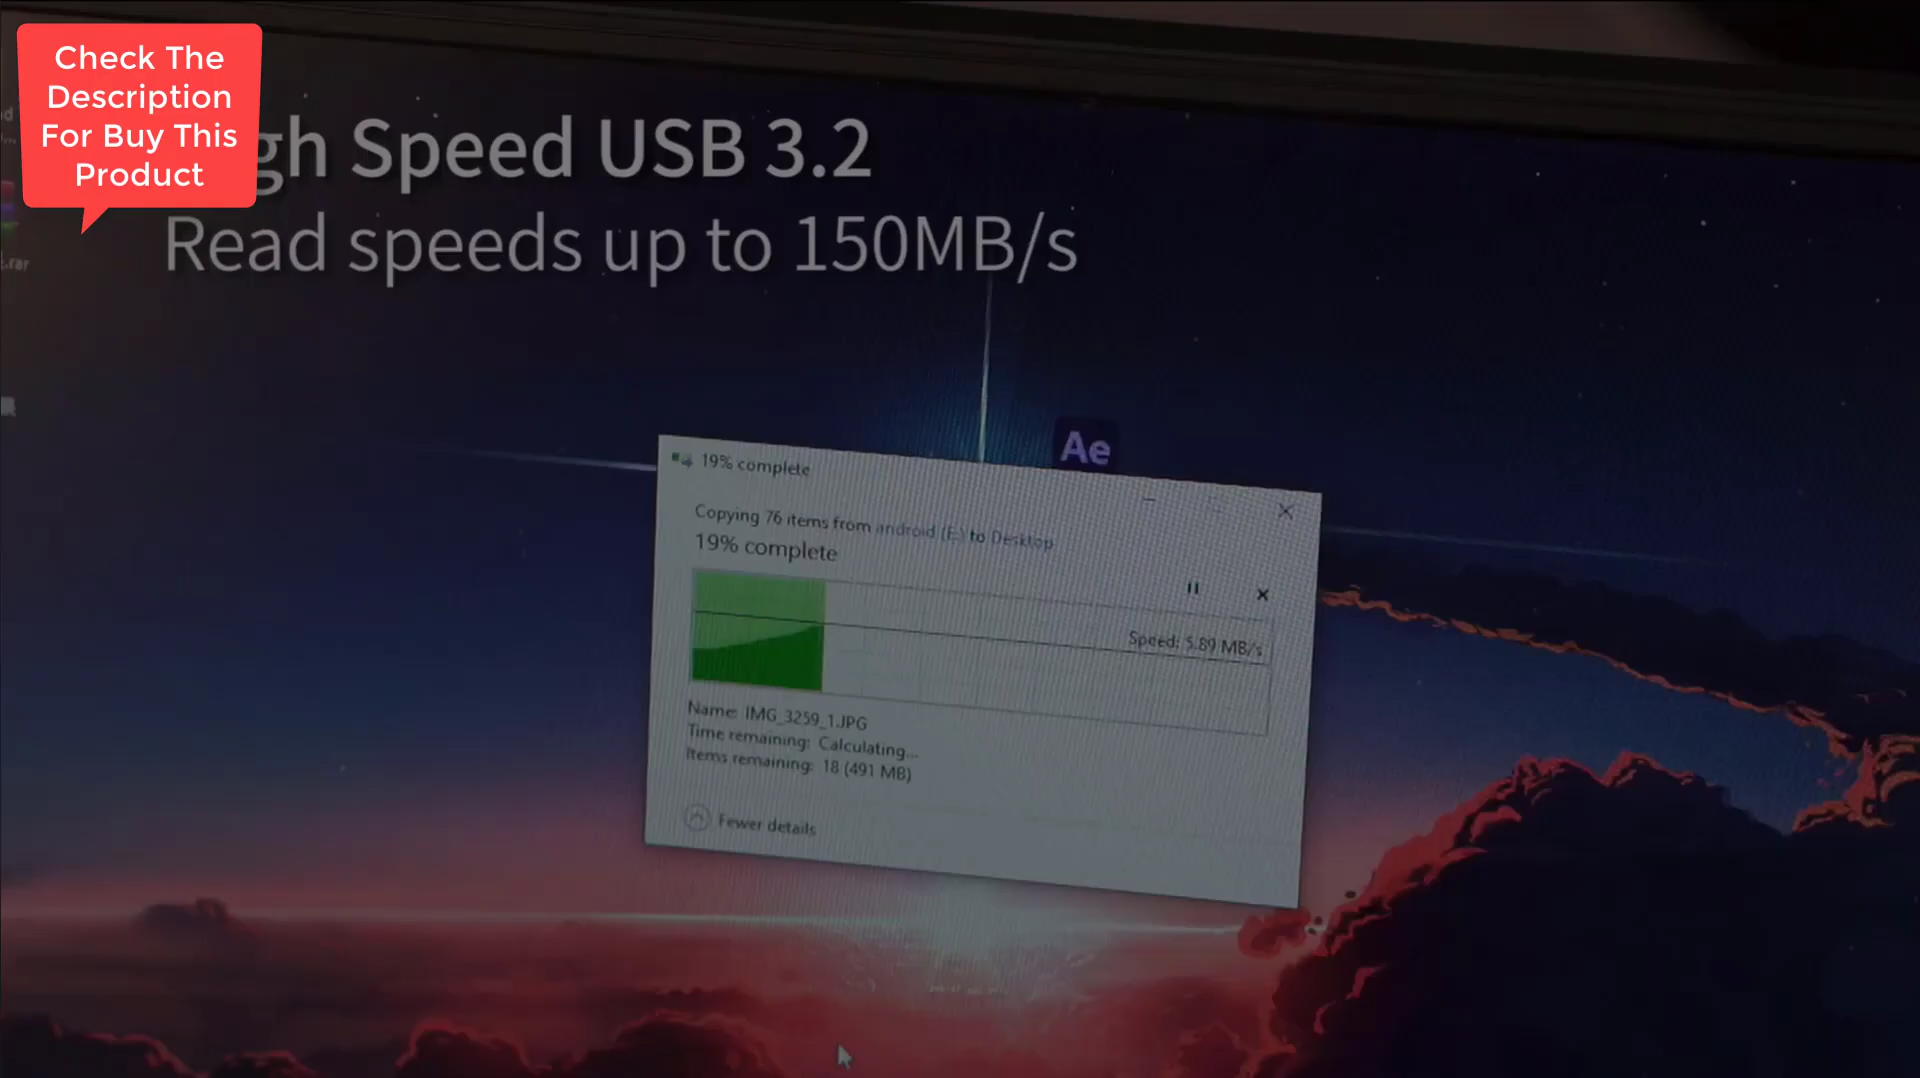 Check The
Description
For Buy This
Product
gh Speed USB 3.2
Read speeds up to 150MB/s
.rar
Ae
19% complete
Copying 76 items from android (E:) to Desktop
19% complete
Speed: 5.89 MB/s
Name: IMG_3259_1.JPG
Time remaining: Calculating...
Items remaining: 18 (491 MB)
Fewer details